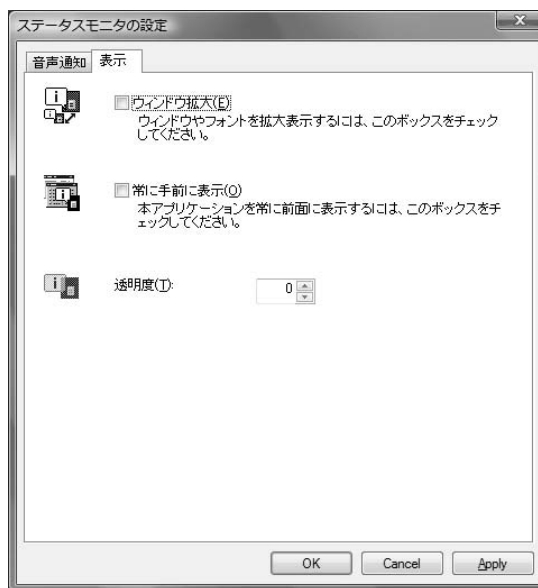 ステータスモニタの設定
音声通知 表示
ウィンドウ拡大(E)
ウィンドウやフォントを拡大表示するには、このボックスをチェック
してください。
常に手前に表示(O)
本アプリケーションを常に前面に表示するには、このボックスをチ
ェックしてください。
透明度(T): 0
OK Cancel Apply